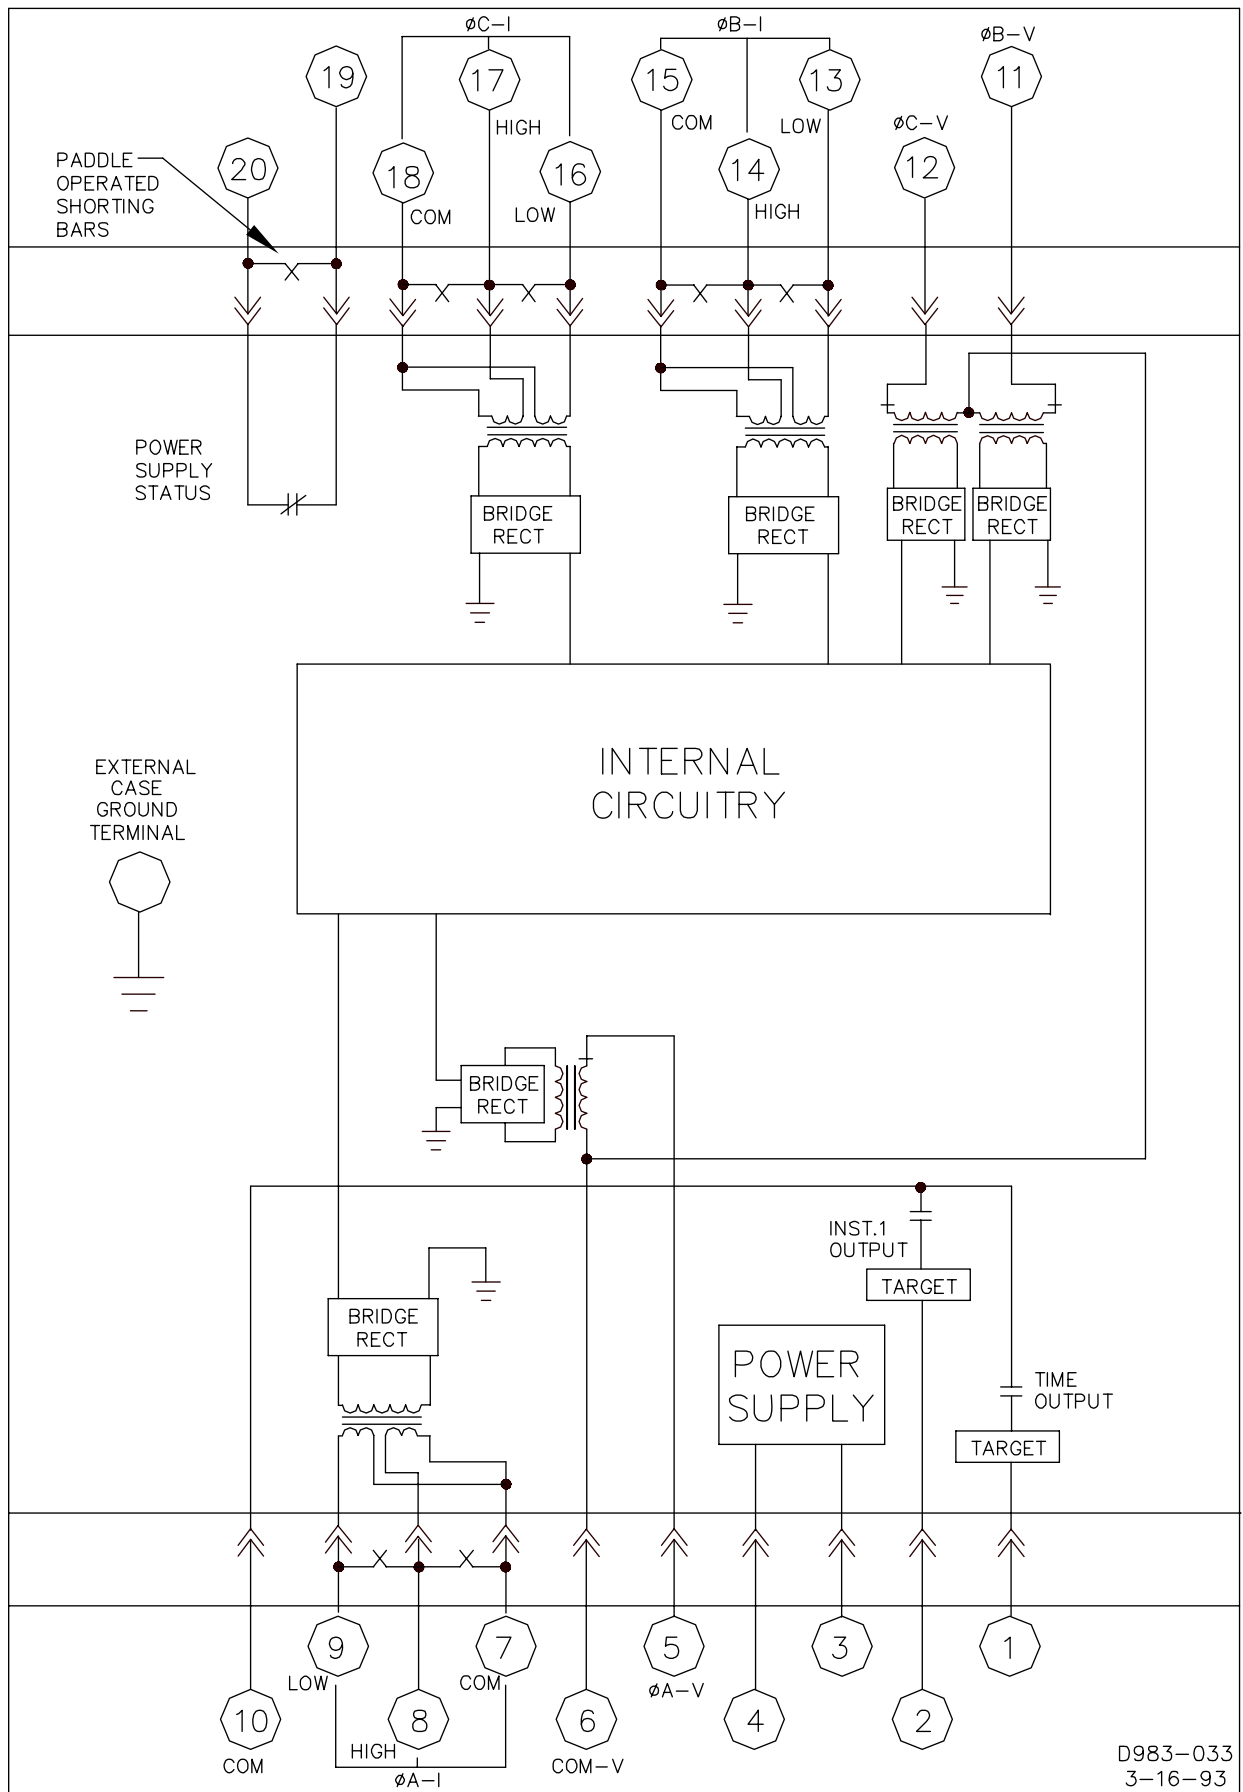 øC-I
øB-I
øB-V
19
17
15
13
11
HIGH
COM
LOW
øC-V
PADDLE
OPERATED
SHORTING
BARS
20
18
16
14
12
COM
LOW
HIGH
POWER
SUPPLY
STATUS
BRIDGE
RECT
BRIDGE
RECT
BRIDGE
RECT
BRIDGE
RECT
INTERNAL
CIRCUITRY
EXTERNAL
CASE
GROUND
TERMINAL
BRIDGE
RECT
INST.1
OUTPUT
TARGET
BRIDGE
RECT
POWER
SUPPLY
TIME
OUTPUT
TARGET
9
7
5
3
1
LOW
COM
øA-V
10
8
6
4
2
HIGH
COM
COM-V
øA-I
D983-033
3-16-93